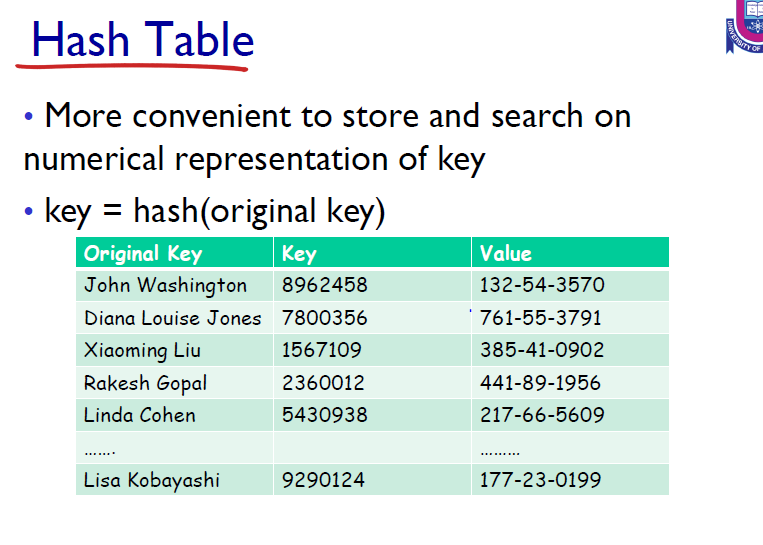 Hash Table
UNIVERSITY OF
• More convenient to store and search on
numerical representation of key
• key = hash(original key)
Original Key Key Value
John Washington 8962458 132-54-3570
Diana Louise Jones 7800356 761-55-3791
Xiaoming Liu 1567109 385-41-0902
Rakesh Gopal 2360012 441-89-1956
Linda Cohen 5430938 217-66-5609
……. ………
Lisa Kobayashi 9290124 177-23-0199